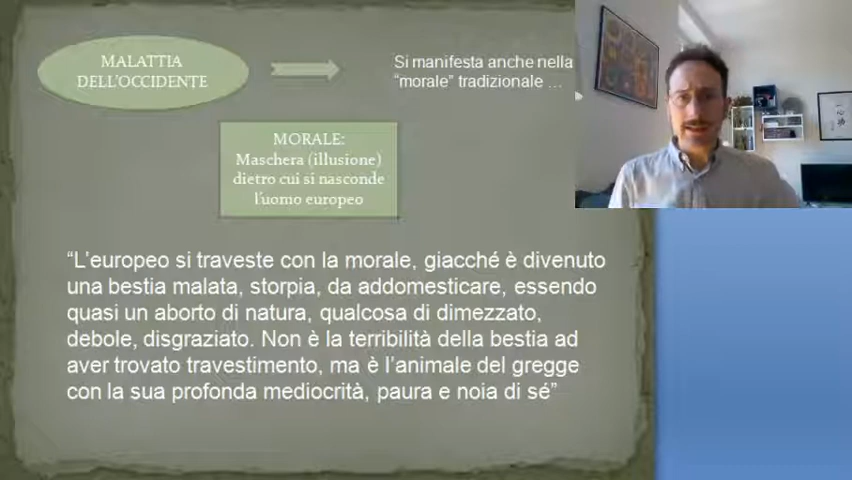 MALATTIA
DELL'OCCIDENTE
Si manifesta anche nella
“morale” tradizionale ...
MORALE:
Maschera (illusione)
dietro cui si nasconde
l'uomo europeo
“L'europeo si traveste con la morale, giacché è divenuto
una bestia malata, storpia, da addomesticare, essendo
quasi un aborto di natura, qualcosa di dimezzato,
debole, disgraziato. Non è la terribilità della bestia ad
aver trovato travestimento, ma è l'animale del gregge
con la sua profonda mediocrità, paura e noia di sé”